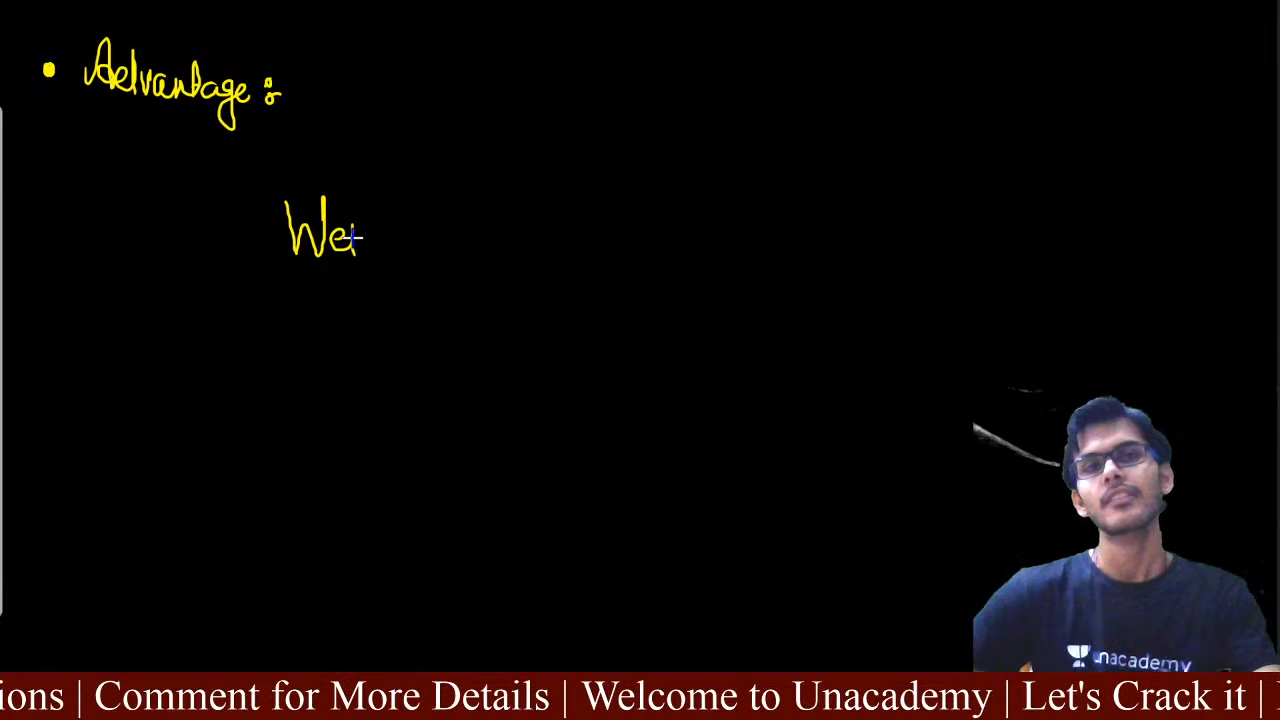 • Advantage :
We
unacademy
ions | Comment for More Details | Welcome to Unacademy | Let's Crack it |